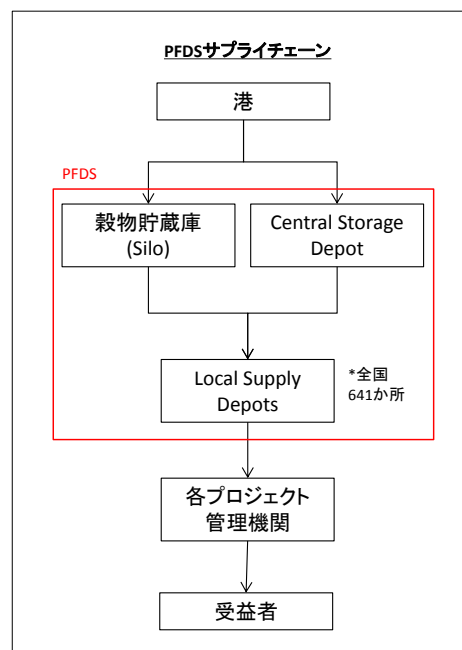 PFDSサプライチェーン
港
PFDS
穀物貯蔵庫
(Silo)
Central Storage
Depot
Local Supply
Depots
*全国
641か所
各プロジェクト
管理機関
受益者